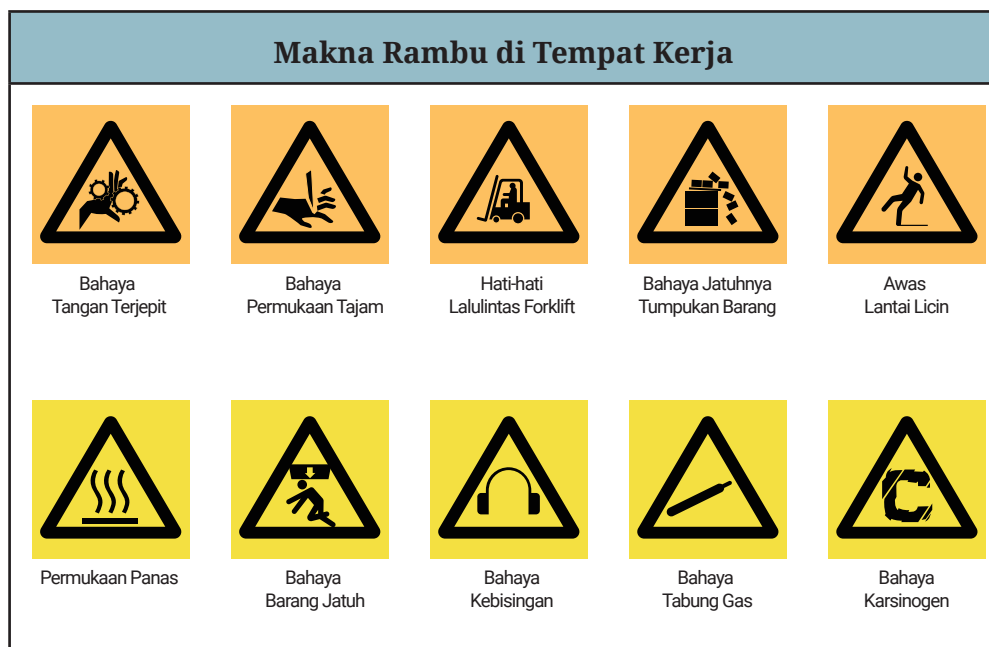 Makna Rambu di Tempat Kerja
Bahaya
Tangan Terjepit
Bahaya
Permukaan Tajam
Hati-hati
Lalulintas Forklift
Bahaya Jatuhnya
Tumpukan Barang
Awas
Lantai Licin
Permukaan Panas
Bahaya
Barang Jatuh
Bahaya
Kebisingan
Bahaya
Tabung Gas
C
Bahaya
Karsinogen